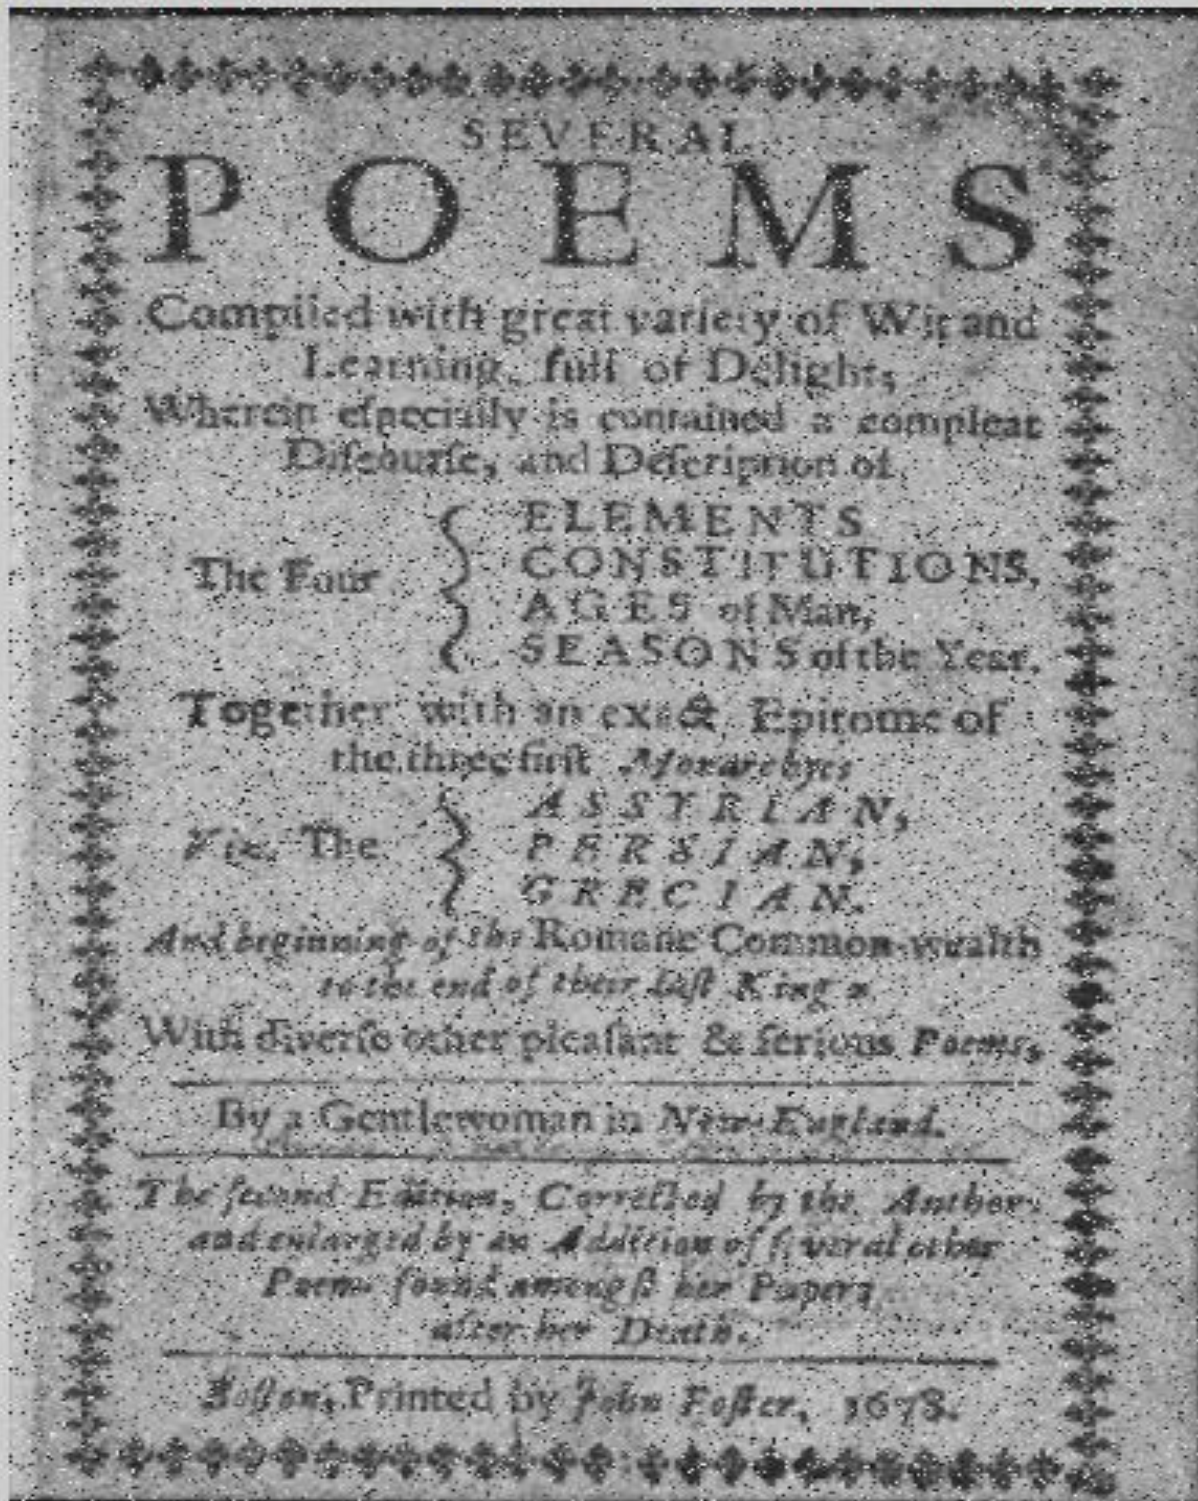 SEVERAL
POEMS
Compiled with great variety of Wit and
Learning, full of Delight;
Wherein eſpecially is contained a compleat
Diſcourſe, and Deſcription of
The Four
ELEMENTS
CONSTITUTIONS,
AGES of Man,
SEASONS of the Year.
Together with an exact Epitome of
the three firſt Monarchyes
Viz. The
ASSYRIAN,
PERSIAN,
GRECIAN.
And beginning of the Romane Common-wealth
to the end of their laſt King
With diverſe other pleaſant & ſerious Poems,
By a Gentlewoman in New-England.
The ſecond Edition, Corrected by the Author,
and enlarged by an Addition of ſeveral other
Poems found amongſt her Papers
after her Death.
Boſton, Printed by John Foſter, 1678.